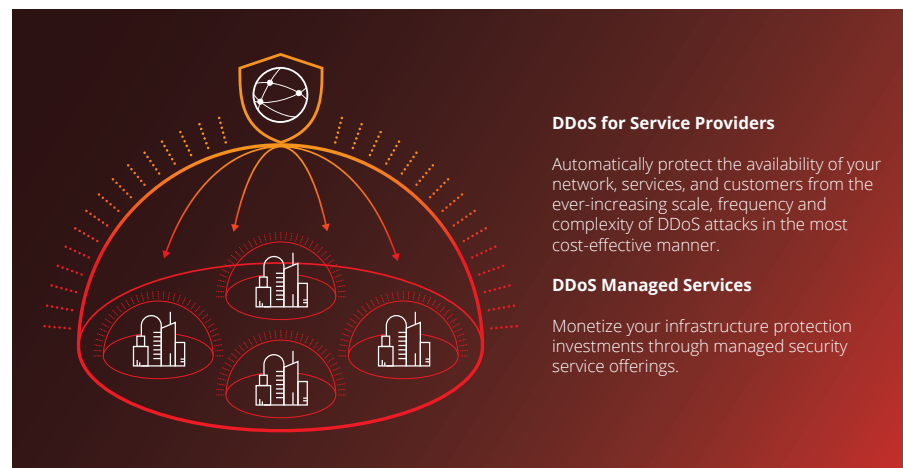 DDoS for Service Providers
Automatically protect the availability of your
network, services, and customers from the
ever-increasing scale, frequency and
complexity of DDoS attacks in the most
cost-effective manner.
DDoS Managed Services
Monetize your infrastructure protection
investments through managed security
service offerings.